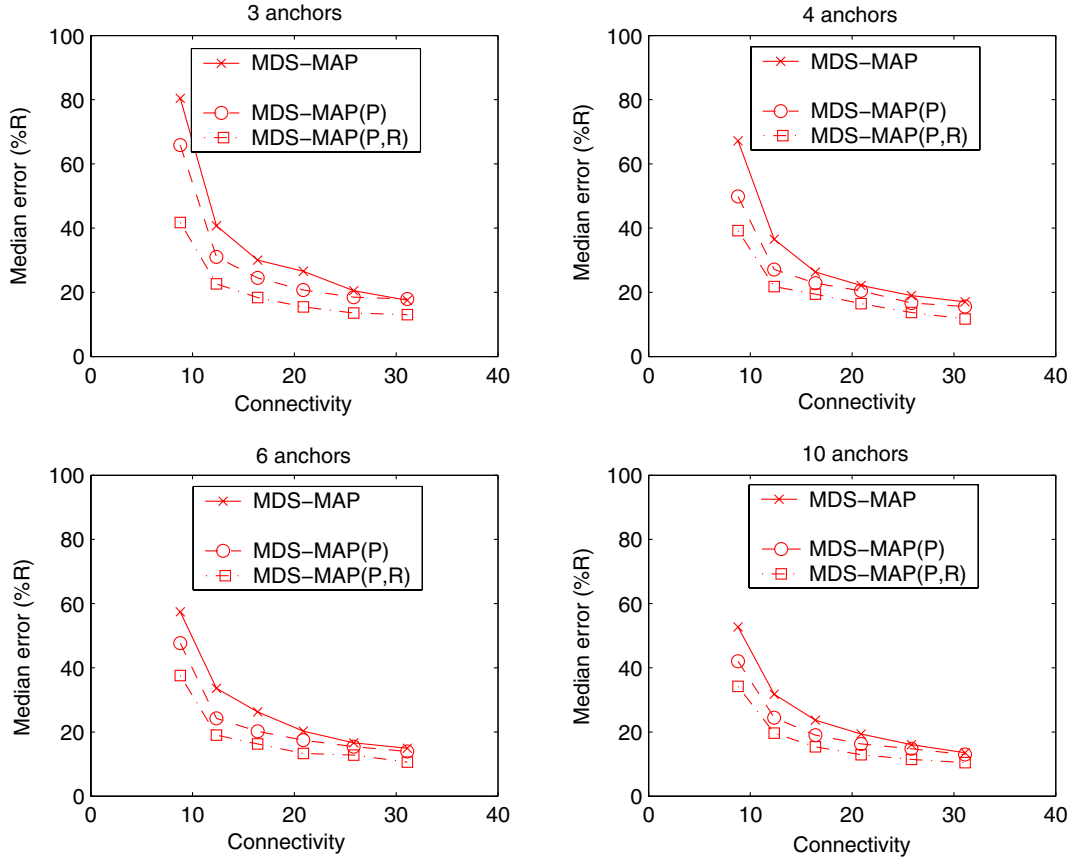 3 anchors
100
80
60
40
20
0
Median error (%R)
MDS−MAP
MDS−MAP(P)
MDS−MAP(P,R)
0
10
20
30
40
Connectivity
4 anchors
100
80
60
40
20
0
Median error (%R)
MDS−MAP
MDS−MAP(P)
MDS−MAP(P,R)
0
10
20
30
40
Connectivity
6 anchors
100
80
60
40
20
0
Median error (%R)
MDS−MAP
MDS−MAP(P)
MDS−MAP(P,R)
0
10
20
30
40
Connectivity
10 anchors
100
80
60
40
20
0
Median error (%R)
MDS−MAP
MDS−MAP(P)
MDS−MAP(P,R)
0
10
20
30
40
Connectivity